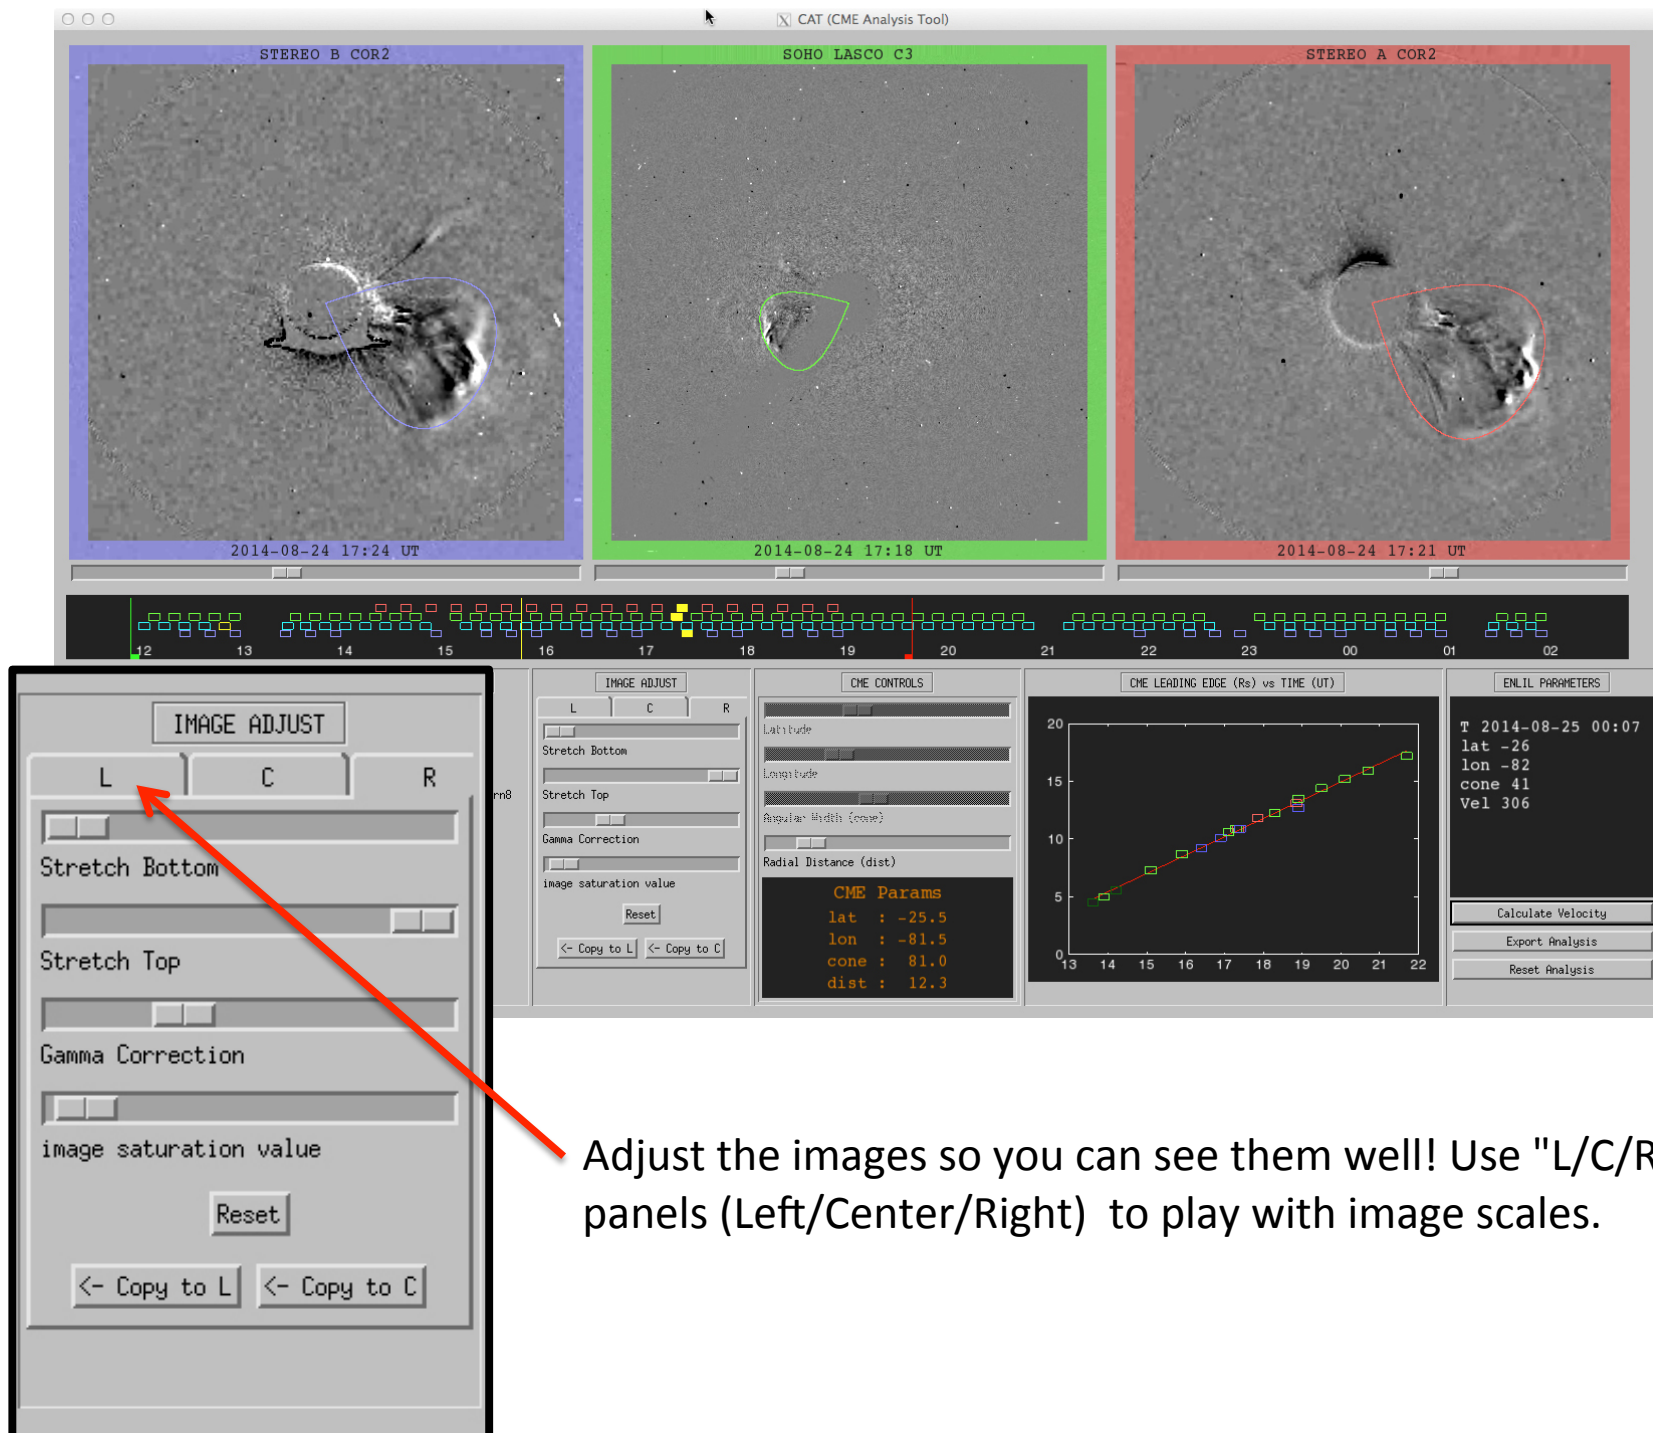 CAT (CME Analysis Tool)
STEREO B COR2
SOHO LASCO C3
STEREO A COR2
2014-08-24 17:24 UT
2014-08-24 17:18 UT
2014-08-24 17:21 UT
12 13 14 15 16 17 18 19 20 21 22 23 00 01 02
IMAGE ADJUST
L C R
Stretch Bottom
Stretch Top
Gamma Correction
image saturation value
Reset
<- Copy to L <- Copy to C
rn8
IMAGE ADJUST
L C R
Stretch Bottom
Stretch Top
Gamma Correction
image saturation value
Reset
<- Copy to L <- Copy to C
CME CONTROLS
Latitude
Longitude
Angular Width (cone)
Radial Distance (dist)
CME Params
lat : -25.5
lon : -81.5
cone : 81.0
dist : 12.3
CME LEADING EDGE (Rs) vs TIME (UT)
20
15
10
5
0
13 14 15 16 17 18 19 20 21 22
ENLIL PARAMETERS
T 2014-08-25 00:07
lat -26
lon -82
cone 41
Vel 306
Calculate Velocity
Export Analysis
Reset Analysis
Adjust the images so you can see them well! Use "L/C/R
panels (Left/Center/Right) to play with image scales.